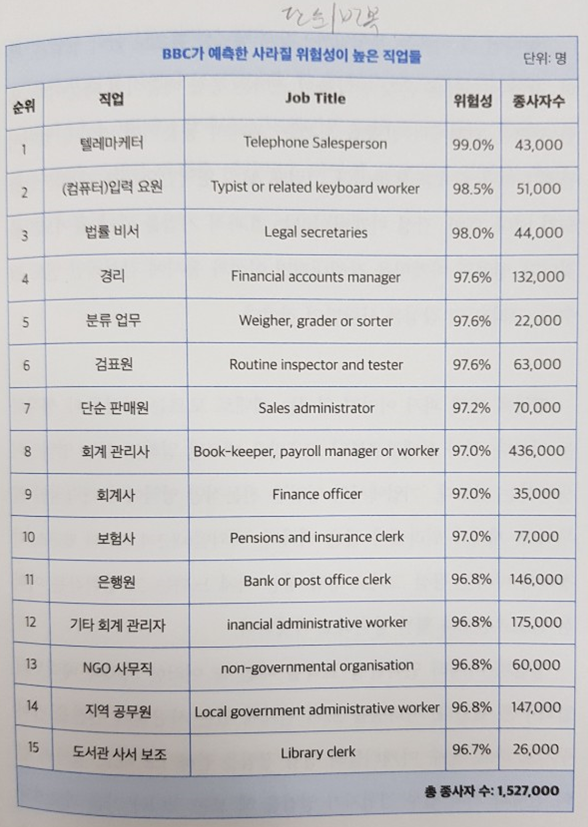 단순/반복
BBC가 예측한 사라질 위험성이 높은 직업들 단위: 명
순위 직업 Job Title 위험성 종사자수
1 텔레마케터 Telephone Salesperson 99.0% 43,000
2 (컴퓨터)입력 요원 Typist or related keyboard worker 98.5% 51,000
3 법률 비서 Legal secretaries 98.0% 44,000
4 경리 Financial accounts manager 97.6% 132,000
5 분류 업무 Weigher, grader or sorter 97.6% 22,000
6 검표원 Routine inspector and tester 97.6% 63,000
7 단순 판매원 Sales administrator 97.2% 70,000
8 회계 관리사 Book-keeper, payroll manager or worker 97.0% 436,000
9 회계사 Finance officer 97.0% 35,000
10 보험사 Pensions and insurance clerk 97.0% 77,000
11 은행원 Bank or post office clerk 96.8% 146,000
12 기타 회계 관리자 inancial administrative worker 96.8% 175,000
13 NGO 사무직 non-governmental organisation 96.8% 60,000
14 지역 공무원 Local government administrative worker 96.8% 147,000
15 도서관 사서 보조 Library clerk 96.7% 26,000
총 종사자 수: 1,527,000